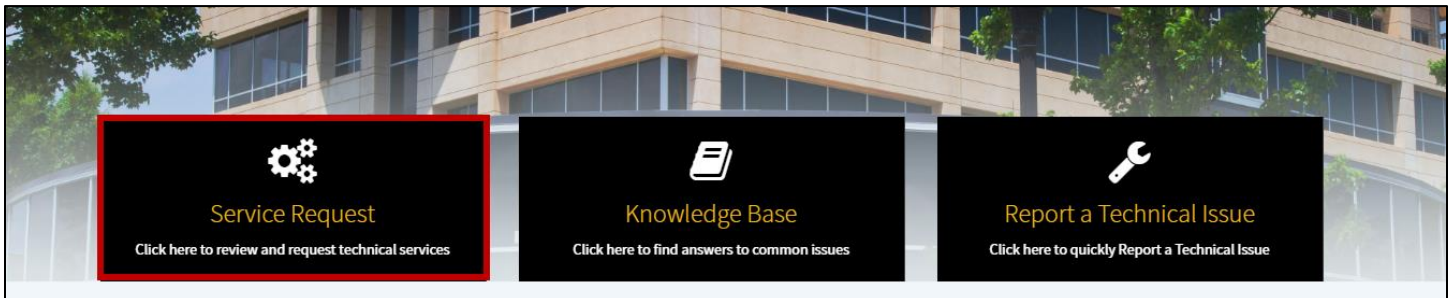 Service Request
Click here to review and request technical services
Knowledge Base
Click here to find answers to common issues
Report a Technical Issue
Click here to quickly Report a Technical Issue